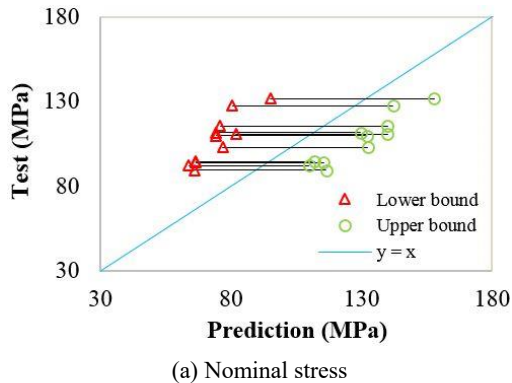 180
130
80
30
Test (MPa)
Lower bound
Upper bound
y = x
30 80 130 180
Prediction (MPa)
(a) Nominal stress